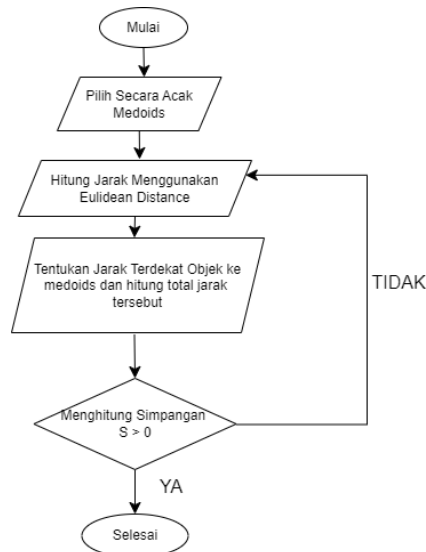 Mulai
Pilih Secara Acak
Medoids
Hitung Jarak Menggunakan
Eulidean Distance
Tentukan Jarak Terdekat Objek ke
medoids dan hitung total jarak
tersebut
TIDAK
Menghitung Simpangan
S > 0
YA
Selesai